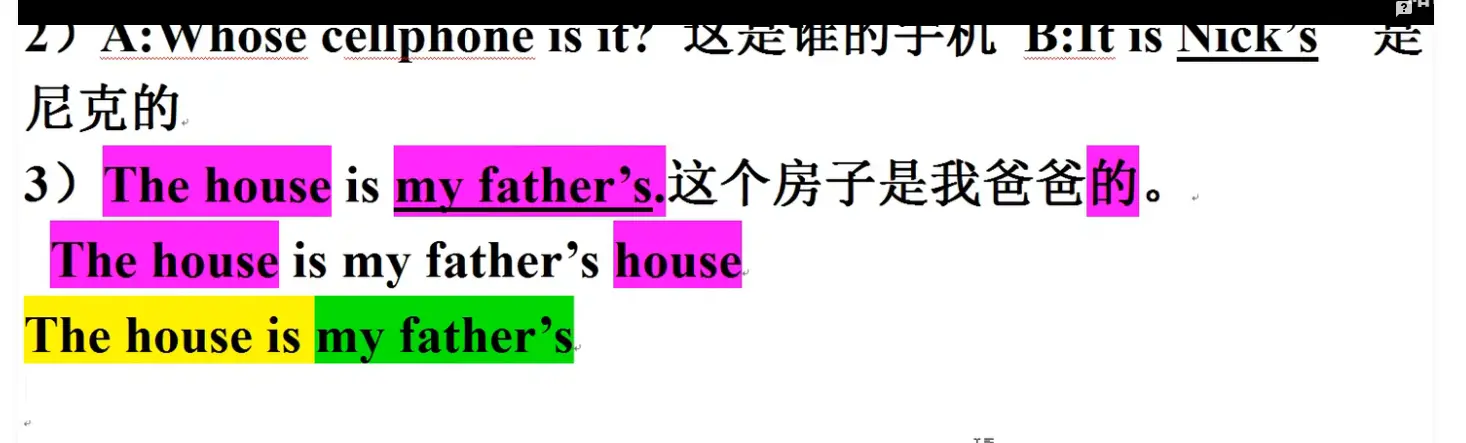 2）A:Whose cellphone is it？这是谁的手机 B:It is Nick’s 是
尼克的
3）The house is my father’s.这个房子是我爸爸的。
The house is my father’s house
The house is my father’s